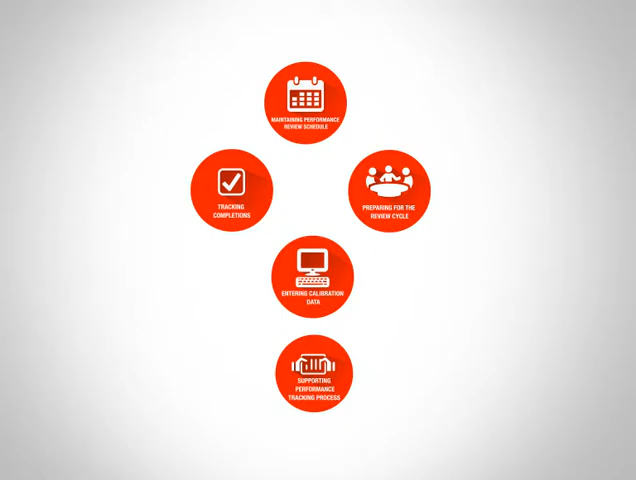 MAINTAINING PERFORMANCE
REVIEW SCHEDULE
TRACKING
COMPLETIONS
PREPARING FOR THE
REVIEW CYCLE
ENTERING CALIBRATION
DATA
SUPPORTING
PERFORMANCE
TRACKING PROCESS